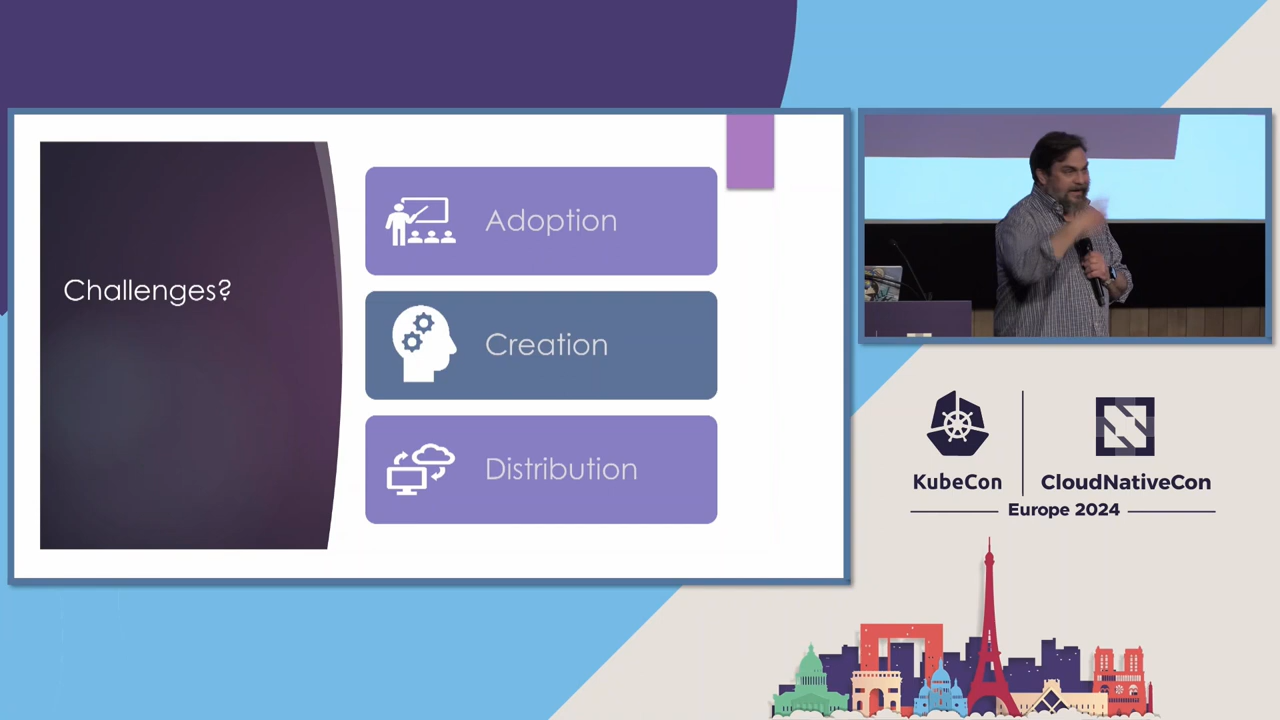 Challenges?
Adoption
Creation
Distribution
KubeCon
CloudNativeCon
Europe 2024